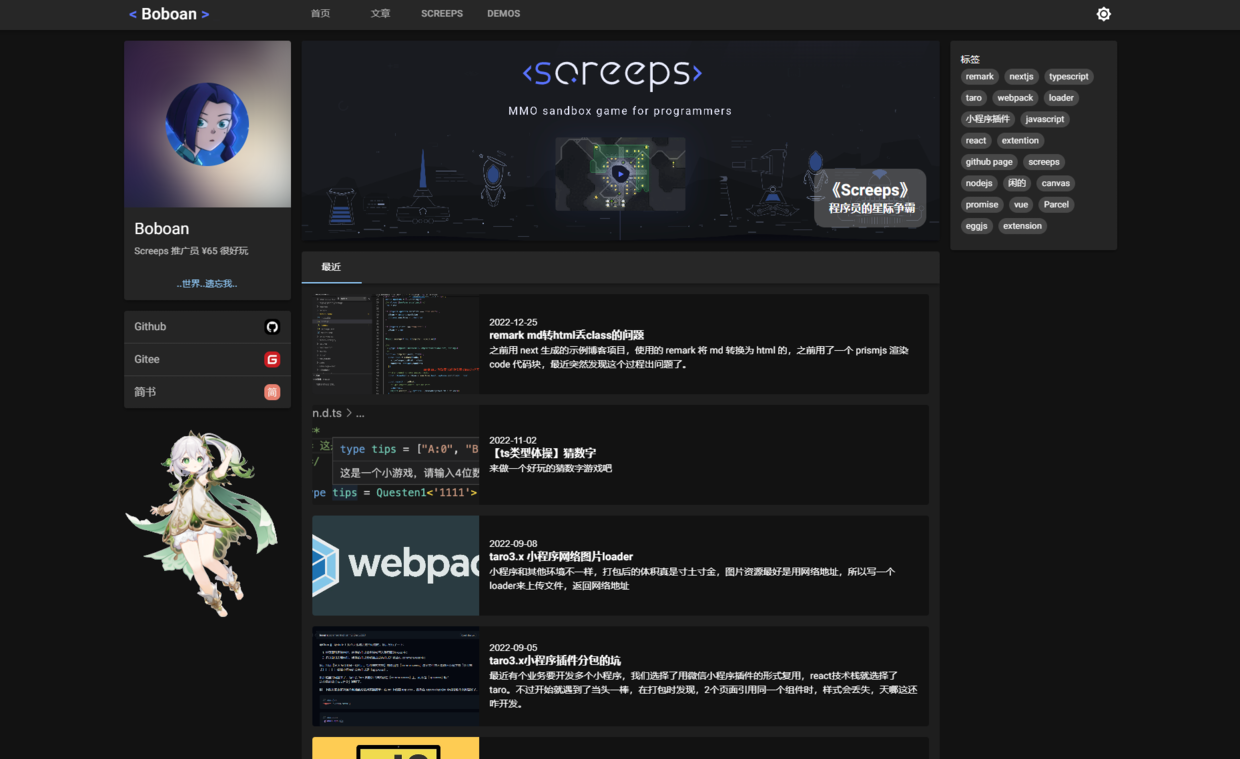 < Boboan >
首页
文章
SCREEPS
DEMOS
Boboan
Screeps 推广员 ¥65 很好玩
..世界..遗忘我..
Github
Gitee
简书
简
<screeps>
MMO sandbox game for programmers
《Screeps》
程序员的星际争霸
最近
2022-12-25
remark md转html丢class的问题
之前用 next 生成的示例博客项目，使用的 remark 将 md 转换为 html 的，之前用了一个 prismjs 渲染
code 代码块，最近突然发现这个过程出问题了。
n.d.ts > ...
**
这
*/
type tips = ["A:0", "B
这是一个小游戏，请输入4位数
pe tips = Questen1<'1111'>
2022-11-02
【ts类型体操】猜数字
来做一个好玩的猜数字游戏吧
webpac
2022-09-08
taro3.x 小程序网络图片loader
小程序和其他环境不一样，打包后的体积真是寸土寸金，图片资源最好是用网络地址，所以写一个
loader来上传文件，返回网络地址
2022-09-05
taro3.x小程序插件分包的坑
最近有个业务要开发多个小程序，我们选择了用微信小程序插件的形式复用，react技术栈就选择了
taro。不过开始就遇到了当头一棒，在打包时发现，2个页面引用同一个组件时，样式会丢失，天哪这还
咋开发。
标签
remark nextjs typescript
taro webpack loader
小程序插件 javascript
react extention
github page screeps
nodejs 闲的 canvas
promise vue Parcel
eggjs extension